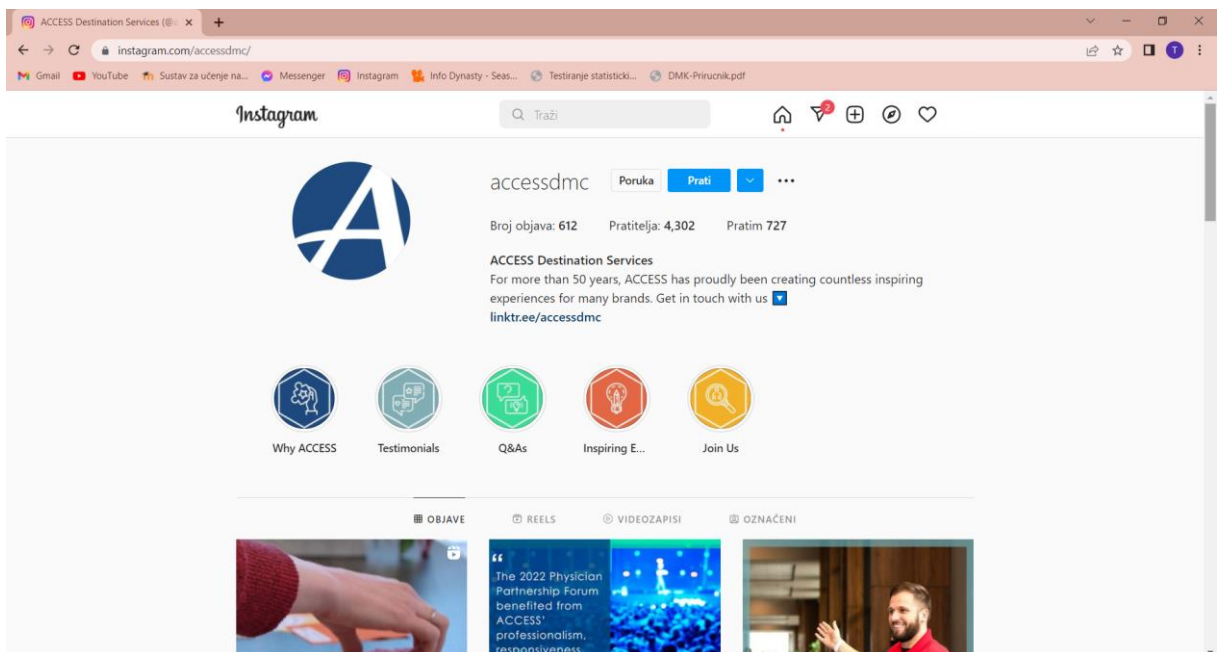 ACCESS Destination Services (@a
instagram.com/accessdmc/
T
Gmail YouTube Sustav za učenje na... Messenger Instagram Info Dynasty - Seas... Testiranje statisticki... DMK-Prirucnik.pdf
Instagram
Traži
2
accessdmc Poruka Prati
Broj objava: 612 Pratitelja: 4,302 Pratim 727
ACCESS Destination Services
For more than 50 years, ACCESS has proudly been creating countless inspiring
experiences for many brands. Get in touch with us
linktr.ee/accessdmc
Why ACCESS Testimonials Q&As Inspiring E... Join Us
OBJAVE REELS VIDEOZAPISI OZNAČENI
“
The 2022 Physician
Partnership Forum
benefited from
ACCESS'
professionalism,
responsiveness